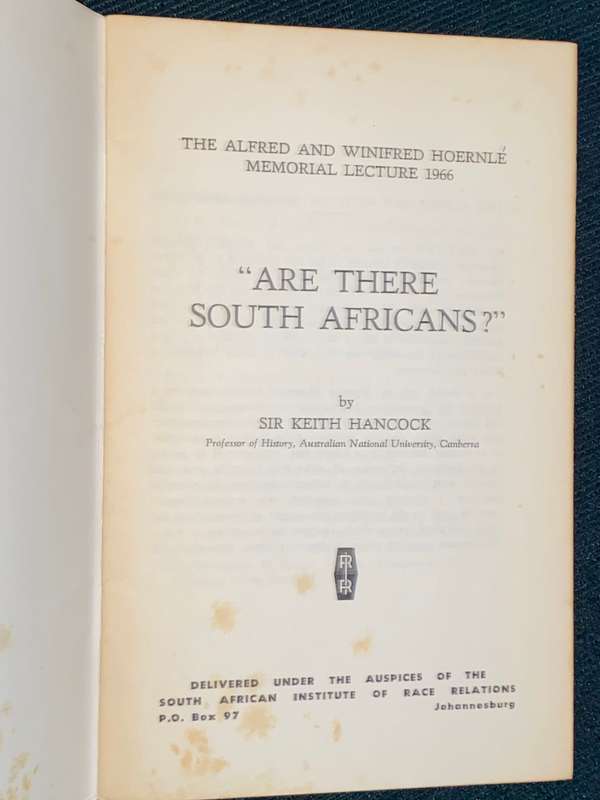 THE ALFRED AND WINIFRED HOERNLÉ
MEMORIAL LECTURE 1966
“ARE THERE
SOUTH AFRICANS?”
by
SIR KEITH HANCOCK
Professor of History, Australian National University, Canberra
R
R
DELIVERED UNDER THE AUSPICES OF THE
SOUTH AFRICAN INSTITUTE OF RACE RELATIONS
P.O. Box 97 Johannesburg